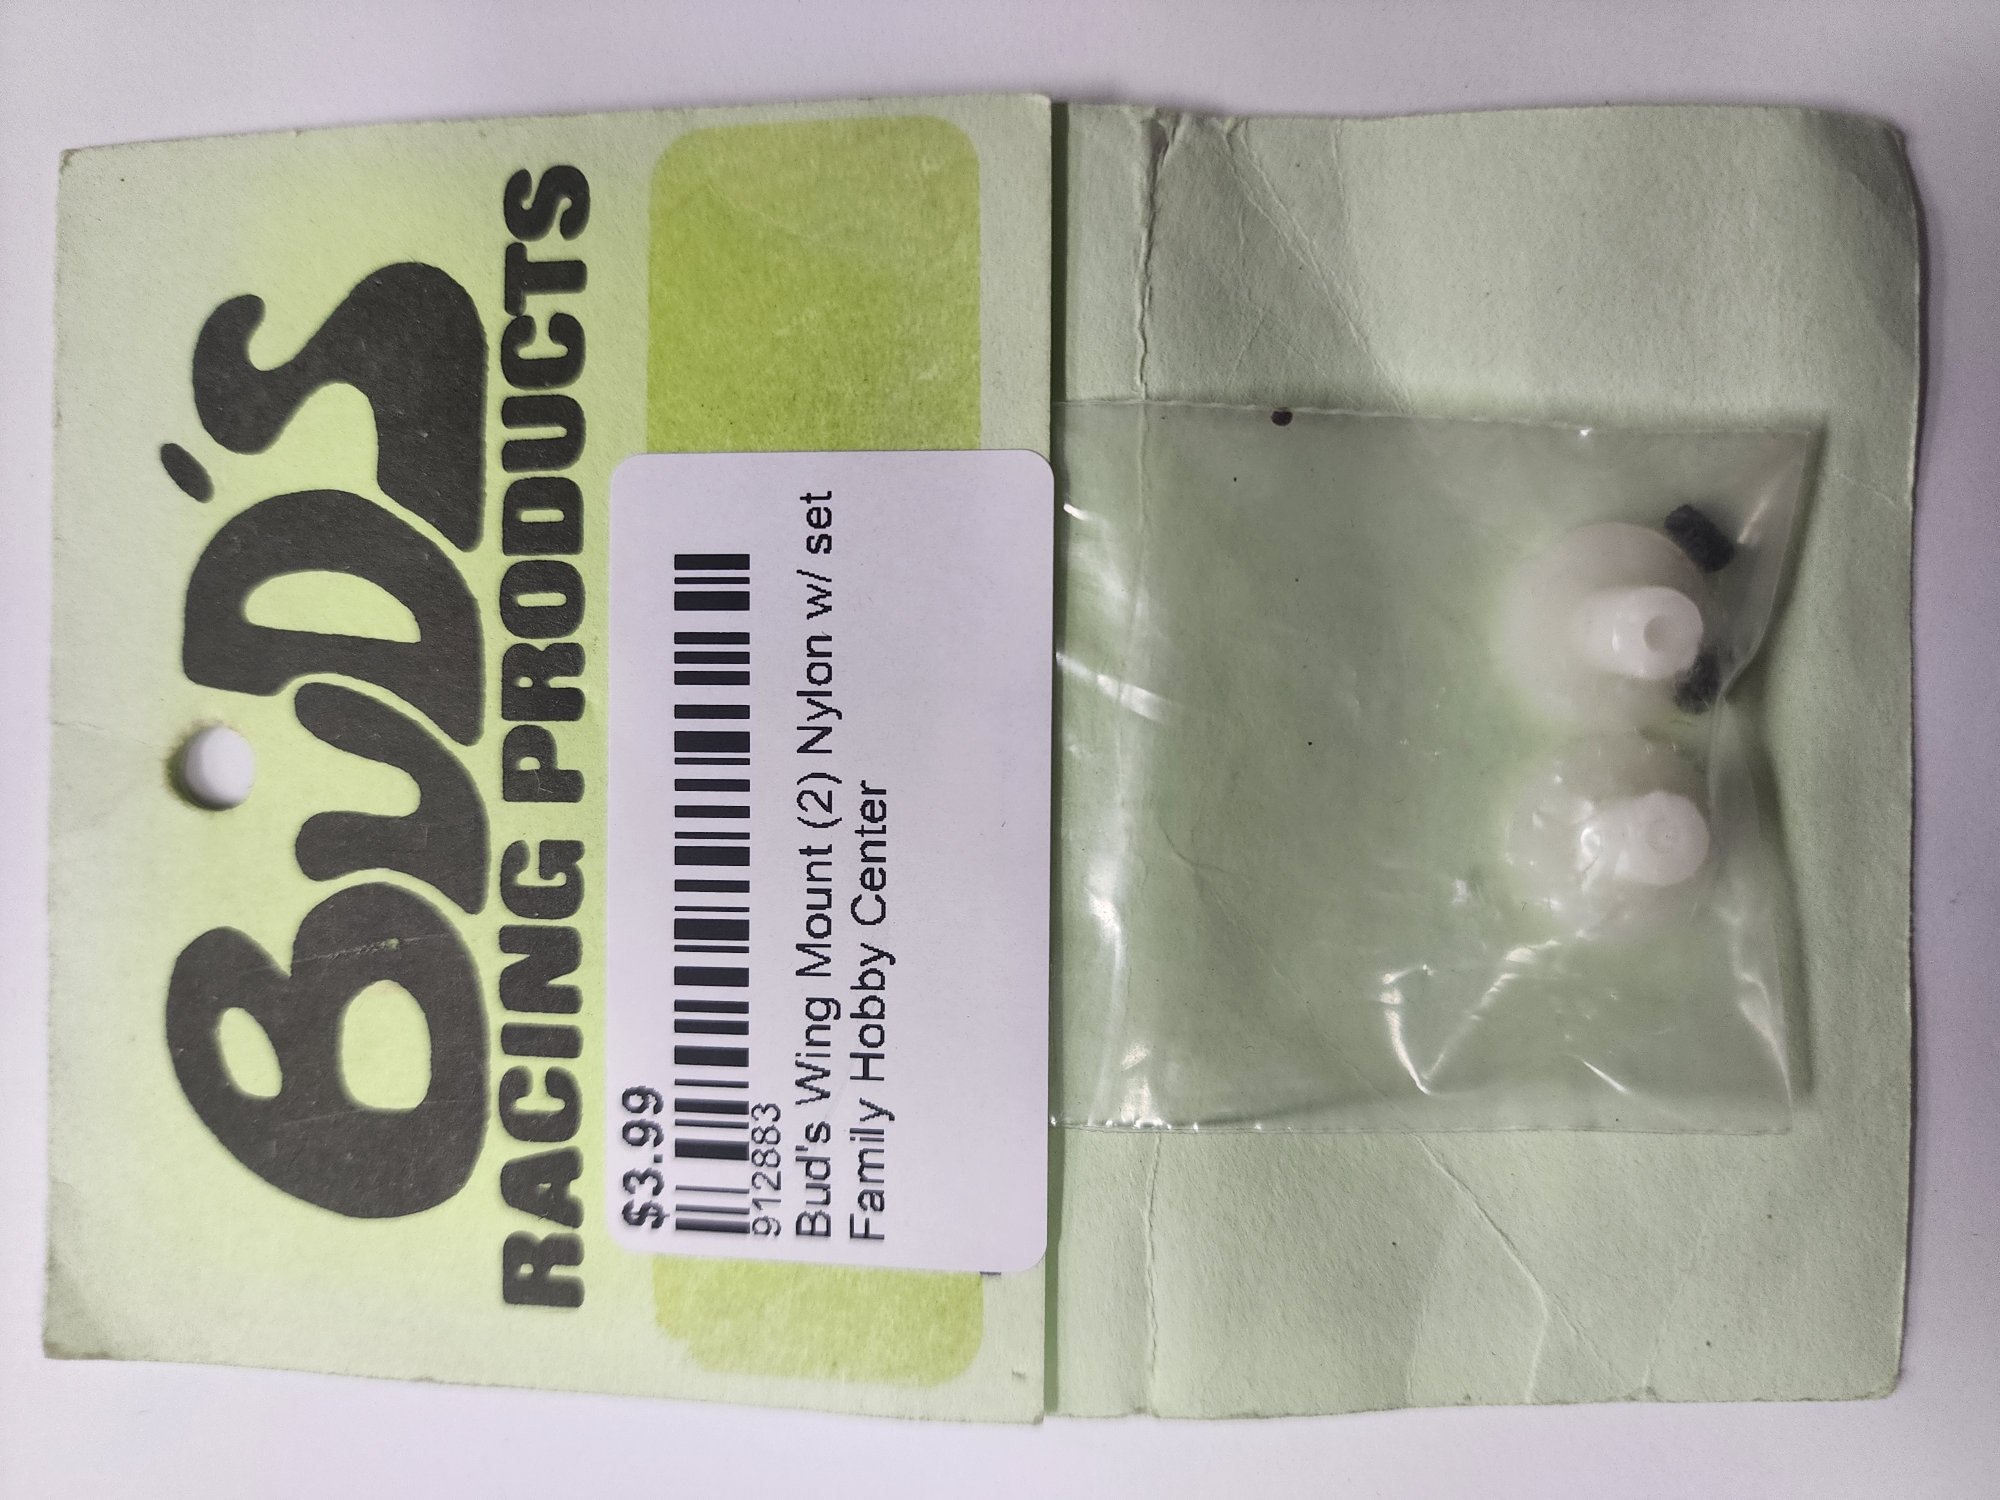 BuD's
RACING PRODUCTS
$3.99
912883
Bud's Wing Mount (2) Nylon w/ set
Family Hobby Center